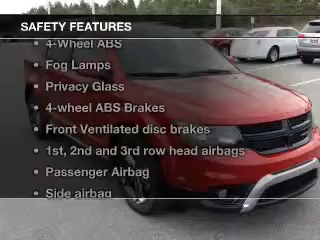 SAFETY FEATURES
• 4-Wheel ABS
• Fog Lamps
• Privacy Glass
• 4-wheel ABS Brakes
• Front Ventilated disc brakes
• 1st, 2nd and 3rd row head airbags
• Passenger Airbag
• Side airbag